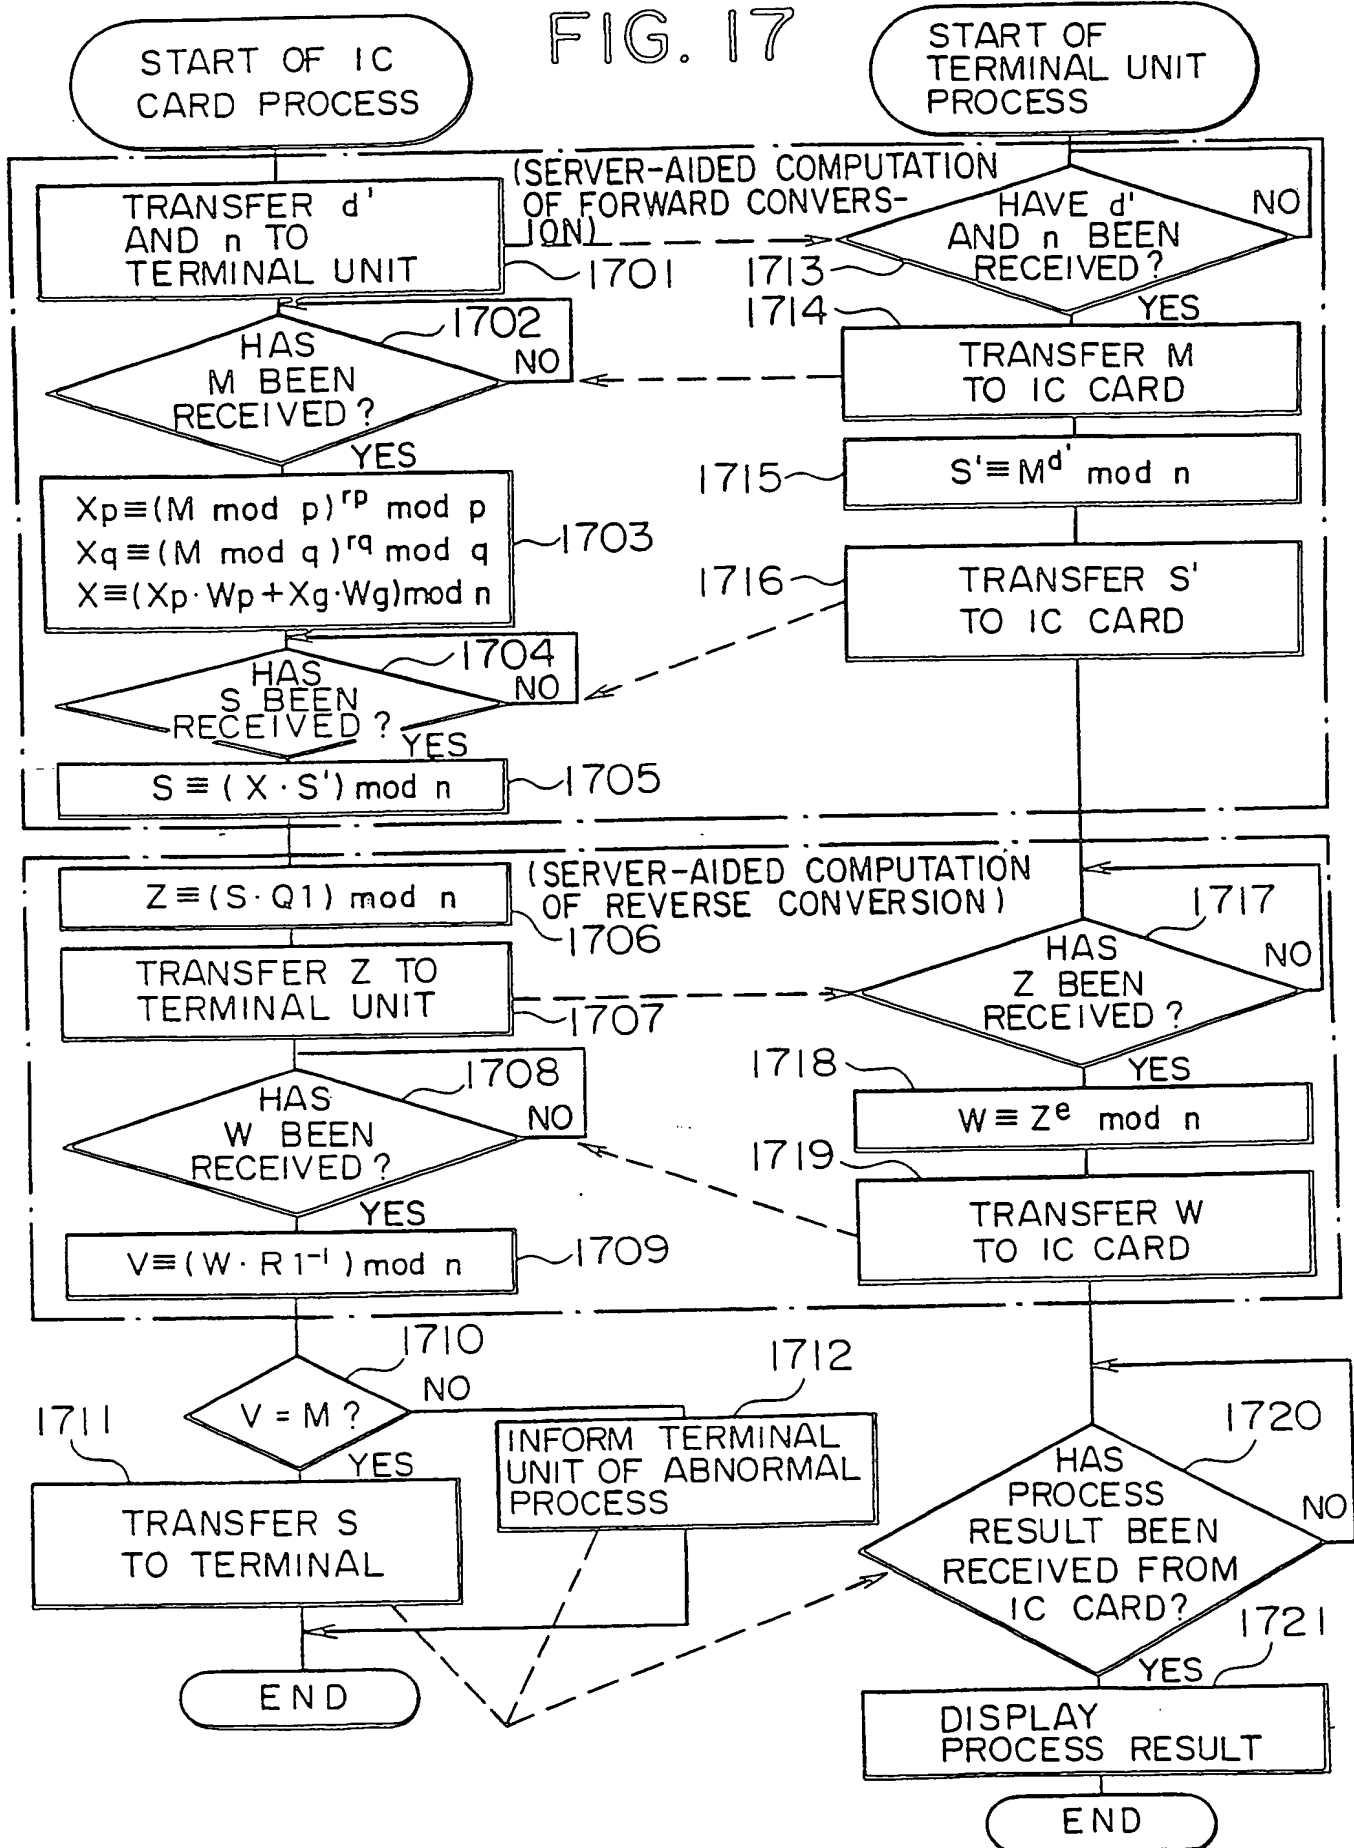 FIG. 17
START OF IC
CARD PROCESS
START OF
TERMINAL UNIT
PROCESS
(SERVER-AIDED COMPUTATION
OF FORWARD CONVERS-
ION)
TRANSFER d'
AND n TO
TERMINAL UNIT
1701
HAVE d'
AND n BEEN
RECEIVED?
NO
1713
YES
1702
HAS
M BEEN
RECEIVED?
NO
YES
1714
TRANSFER M
TO IC CARD
1715
S'≡M^d' mod n
Xp≡(M mod p)^rp mod p
Xq≡(M mod q)^rq mod q
X≡(Xp·Wp+Xg·Wg)mod n
1703
1716
TRANSFER S'
TO IC CARD
1704
HAS
S BEEN
RECEIVED?
NO
YES
S≡(X·S') mod n
1705
(SERVER-AIDED COMPUTATION
OF REVERSE CONVERSION)
Z≡(S·Q1) mod n
1706
TRANSFER Z TO
TERMINAL UNIT
1707
1717
HAS
Z BEEN
RECEIVED?
NO
YES
1708
HAS
W BEEN
RECEIVED?
NO
YES
1718
W≡Z^e mod n
1719
TRANSFER W
TO IC CARD
V≡(W·R1^-1) mod n
1709
1710
V=M?
NO
YES
1711
TRANSFER S
TO TERMINAL
1712
INFORM TERMINAL
UNIT OF ABNORMAL
PROCESS
END
1720
HAS
PROCESS
RESULT BEEN
RECEIVED FROM
IC CARD?
NO
YES
1721
DISPLAY
PROCESS RESULT
END